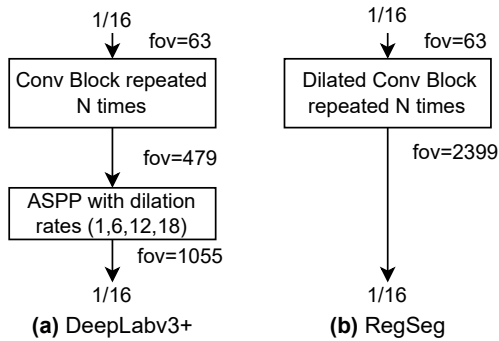 1/16
fov=63
Conv Block repeated
N times
fov=479
ASPP with dilation
rates (1,6,12,18)
fov=1055
1/16
(a) DeepLabv3+
1/16
fov=63
Dilated Conv Block
repeated N times
fov=2399
1/16
(b) RegSeg